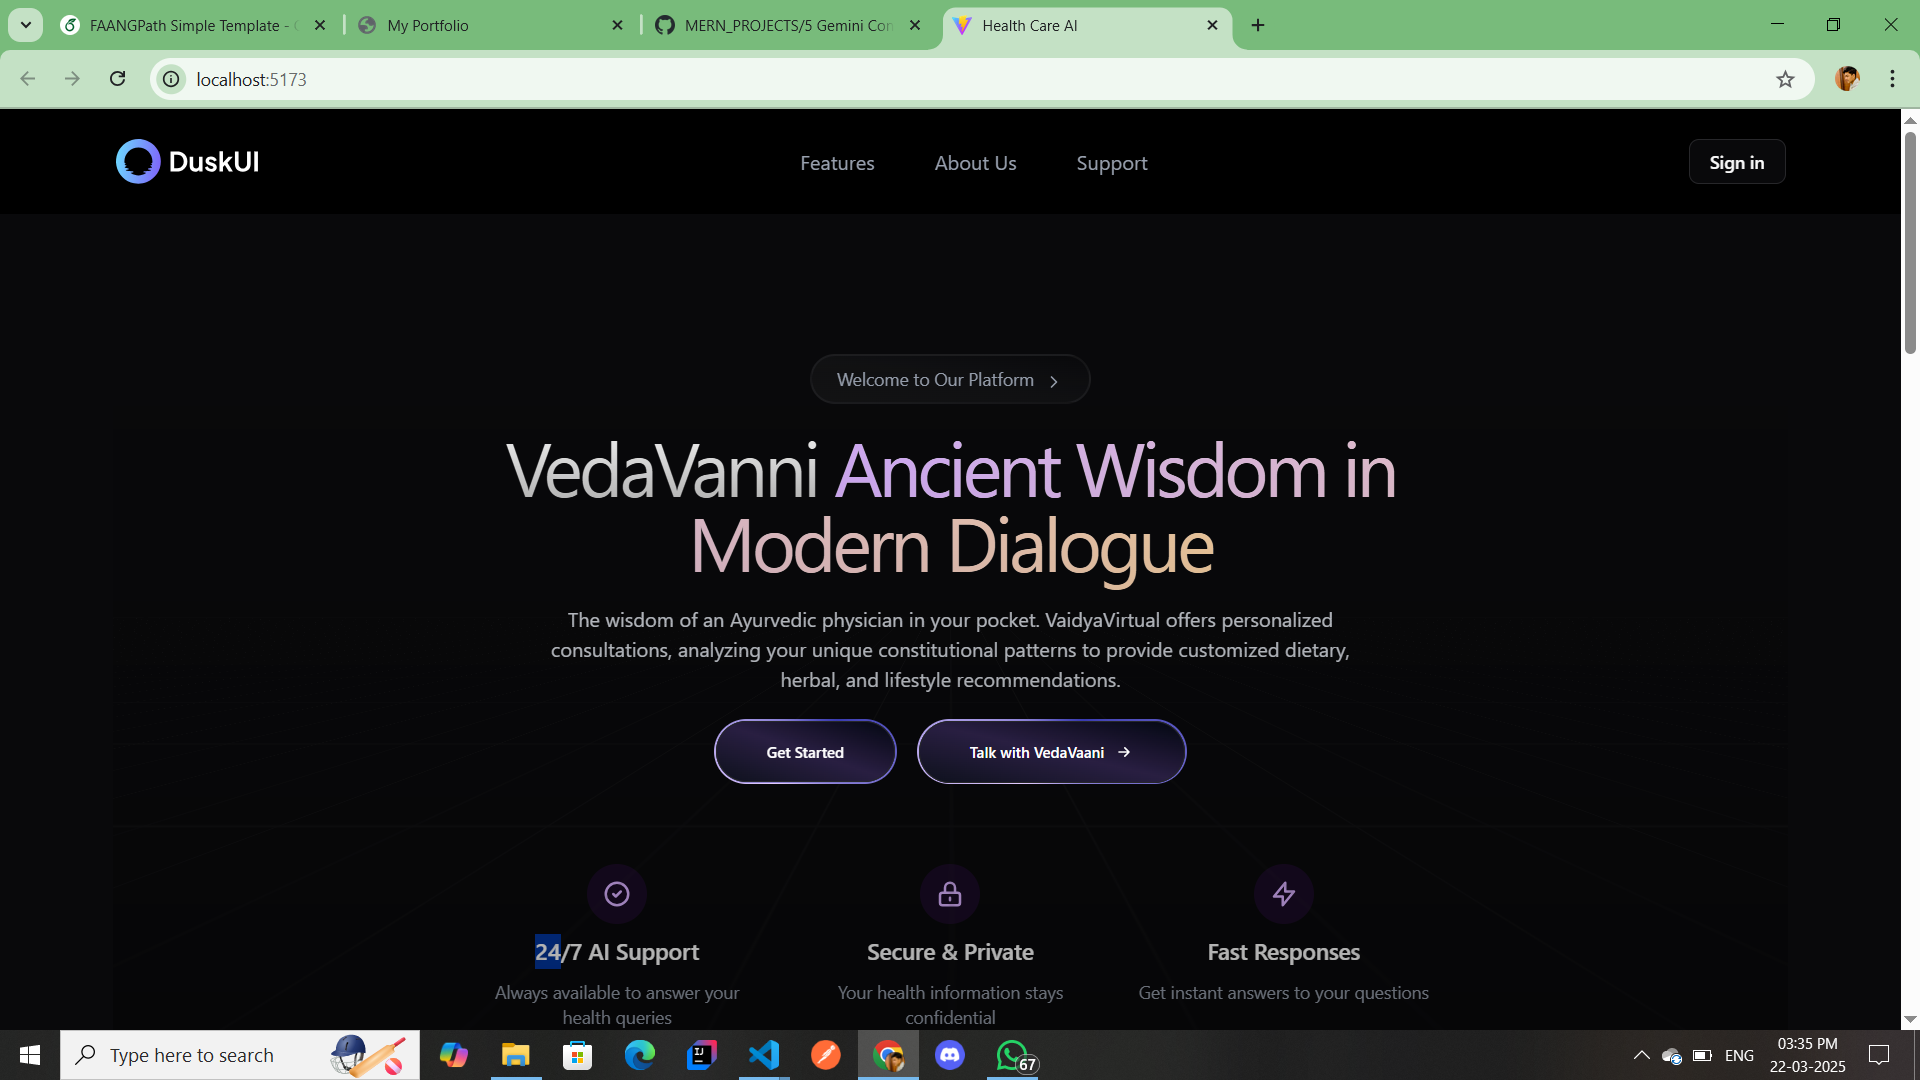 FAANGPath Simple Template -
My Portfolio
MERN_PROJECTS/5 Gemini Con
Health Care AI
localhost:5173
DuskUI
Features
About Us
Support
Sign in
Welcome to Our Platform
VedaVanni Ancient Wisdom in
Modern Dialogue
The wisdom of an Ayurvedic physician in your pocket. VaidyaVirtual offers personalized
consultations, analyzing your unique constitutional patterns to provide customized dietary,
herbal, and lifestyle recommendations.
Get Started
Talk with VedaVaani →
24/7 AI Support
Always available to answer your
health queries
Secure & Private
Your health information stays
confidential
Fast Responses
Get instant answers to your questions
Type here to search
IJ
67
ENG
03:35 PM
22-03-2025